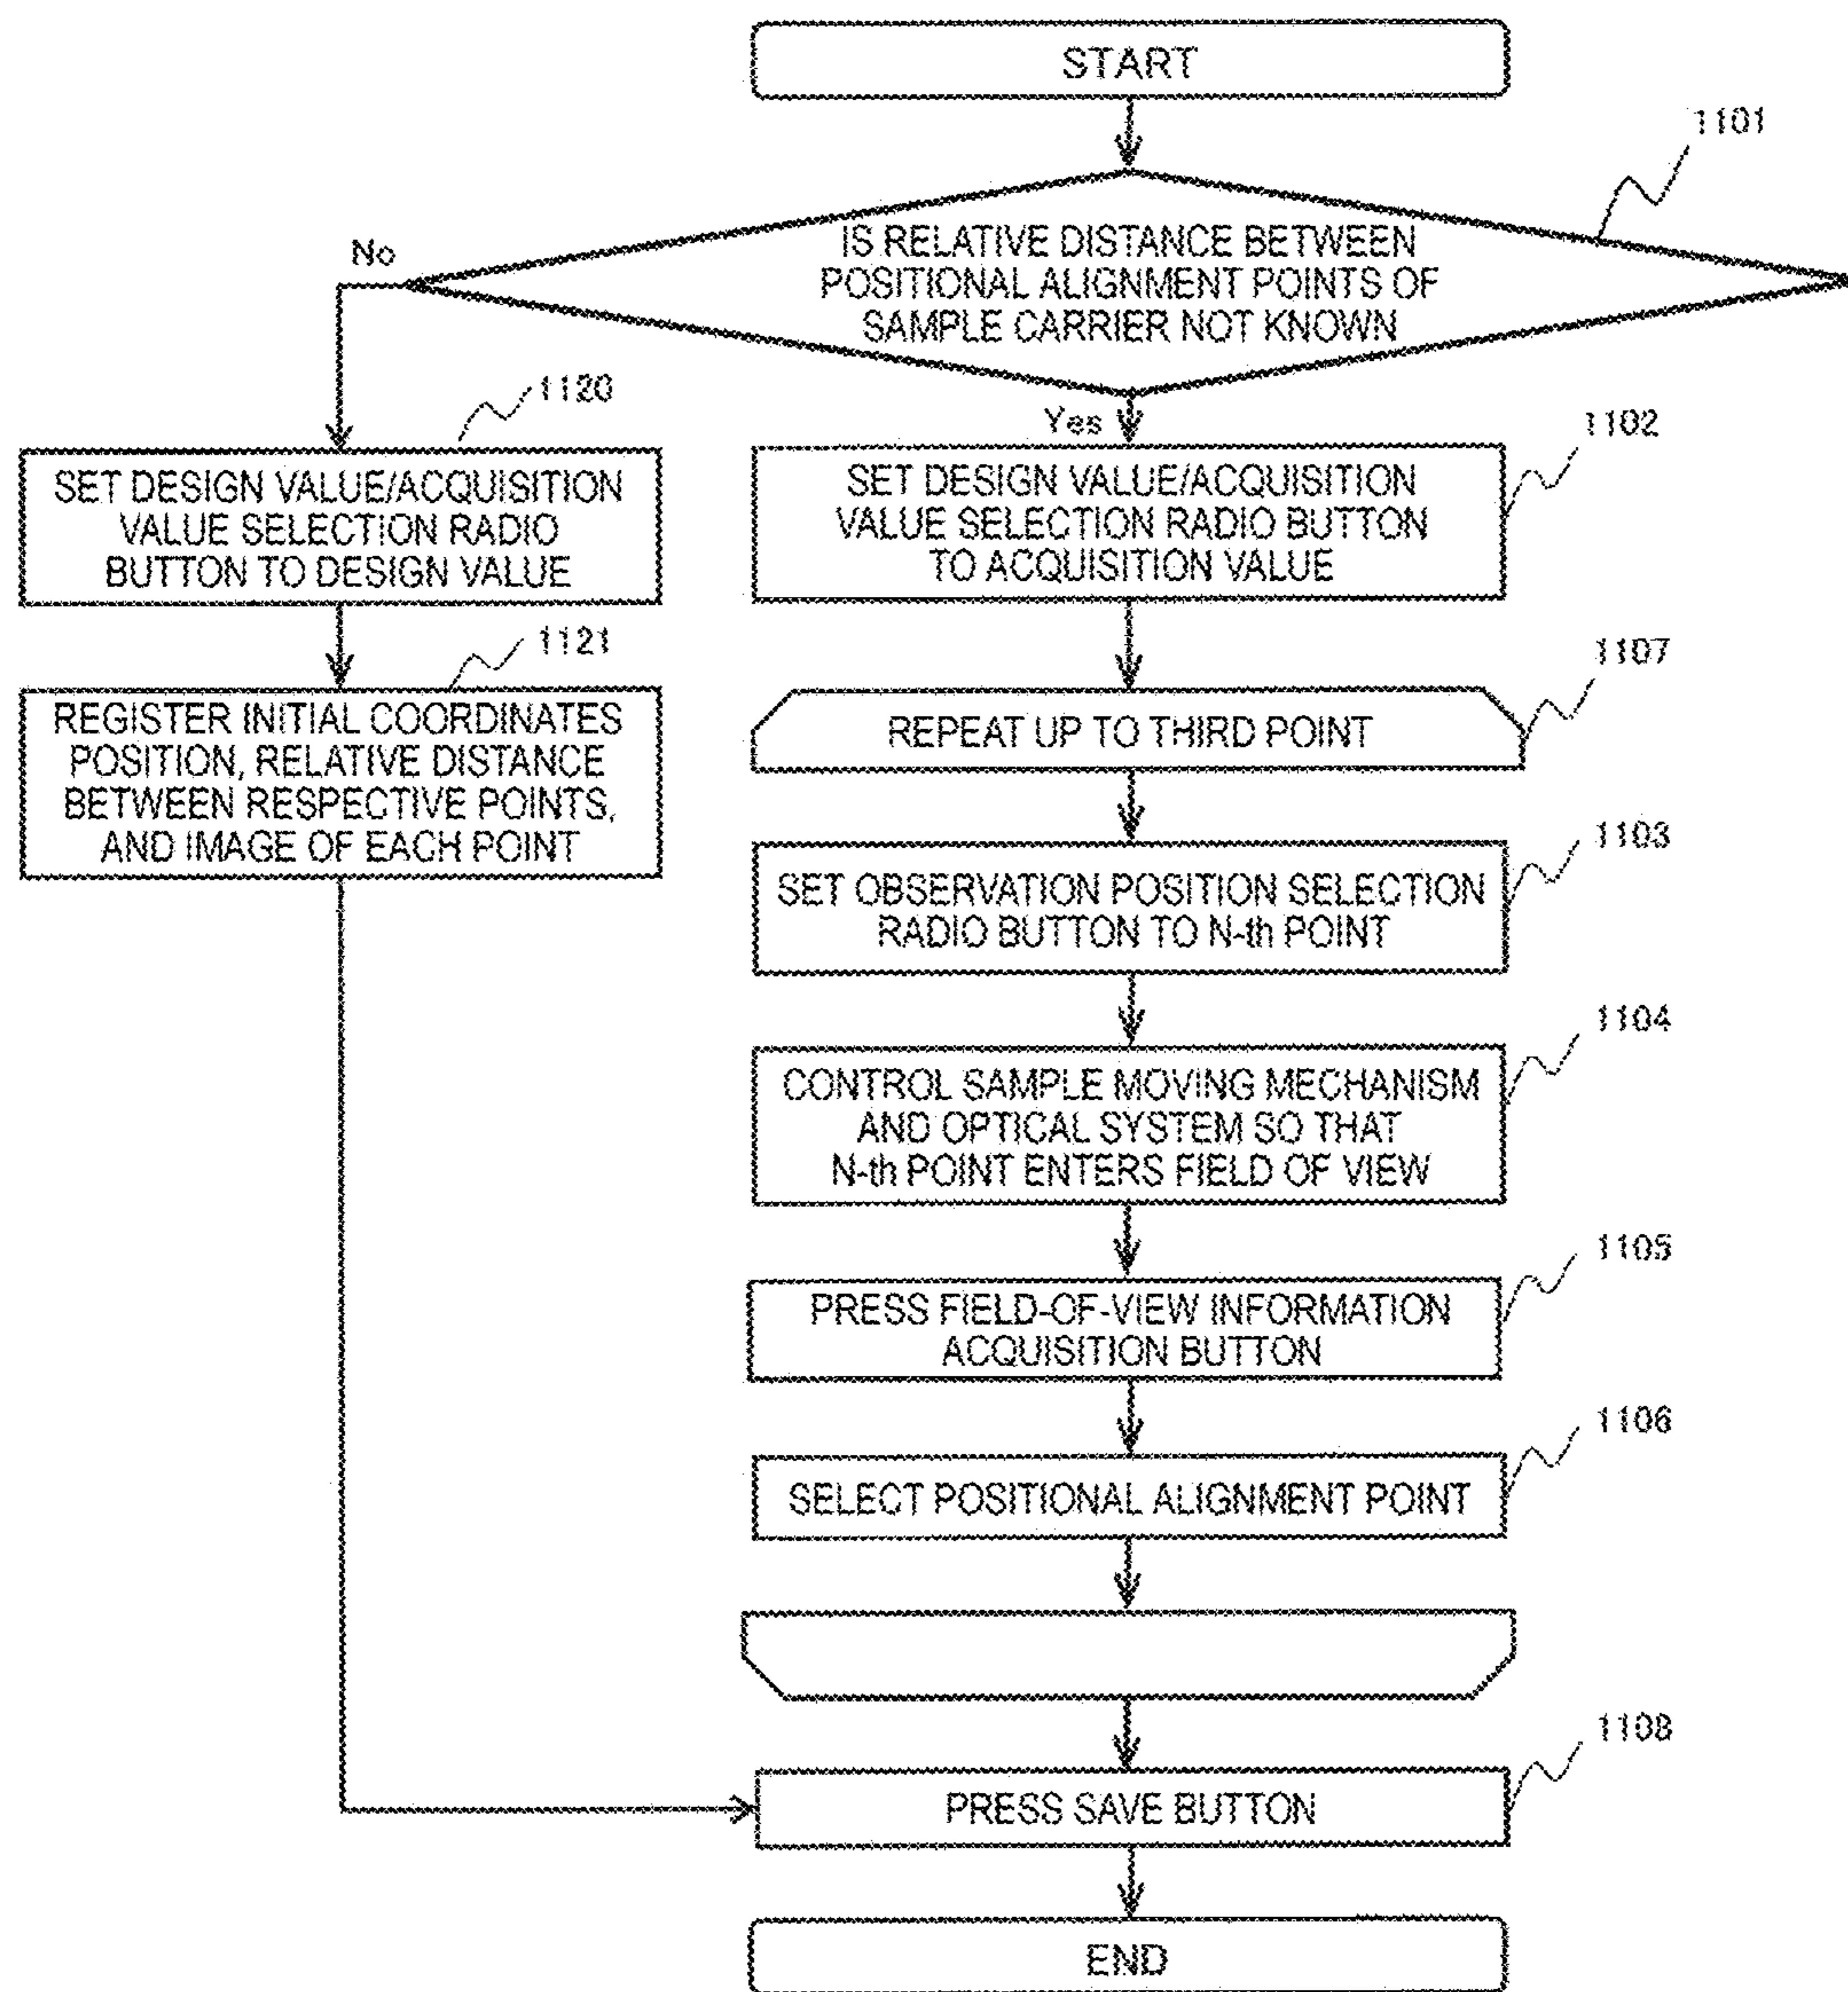 START
1101
IS RELATIVE DISTANCE BETWEEN
POSITIONAL ALIGNMENT POINTS OF
SAMPLE CARRIER NOT KNOWN
No
Yes
1120
SET DESIGN VALUE/ACQUISITION
VALUE SELECTION RADIO
BUTTON TO DESIGN VALUE
1121
REGISTER INITIAL COORDINATES
POSITION, RELATIVE DISTANCE
BETWEEN RESPECTIVE POINTS,
AND IMAGE OF EACH POINT
1102
SET DESIGN VALUE/ACQUISITION
VALUE SELECTION RADIO BUTTON
TO ACQUISITION VALUE
1107
REPEAT UP TO THIRD POINT
1103
SET OBSERVATION POSITION SELECTION
RADIO BUTTON TO N-th POINT
1104
CONTROL SAMPLE MOVING MECHANISM
AND OPTICAL SYSTEM SO THAT
N-th POINT ENTERS FIELD OF VIEW
1105
PRESS FIELD-OF-VIEW INFORMATION
ACQUISITION BUTTON
1106
SELECT POSITIONAL ALIGNMENT POINT
1108
PRESS SAVE BUTTON
END